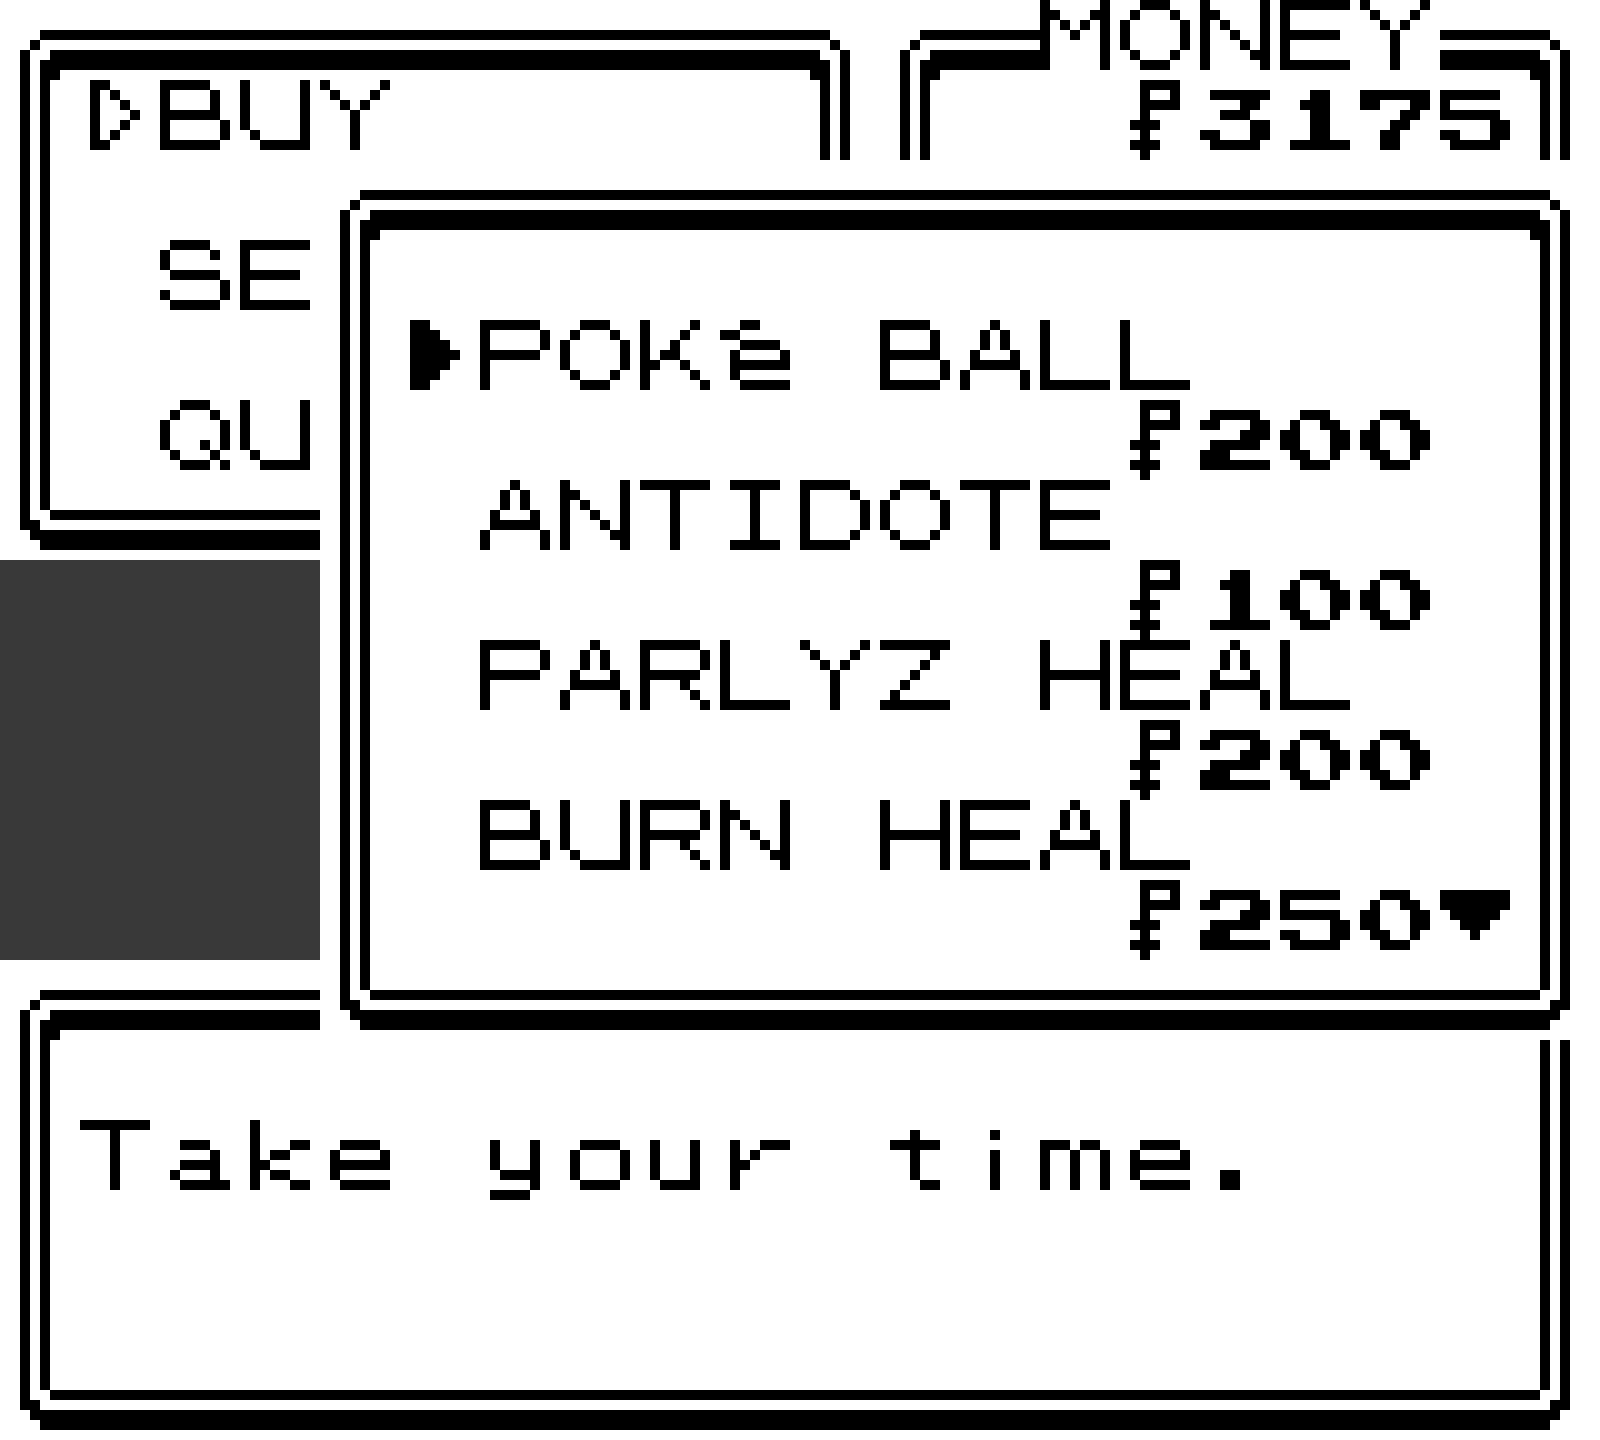 MONEY
▷BUY
₽3175
SE
▶POKé BALL
₽200
QU
ANTIDOTE
₽100
PARLYZ HEAL
₽200
BURN HEAL
₽250▼
Take your time.